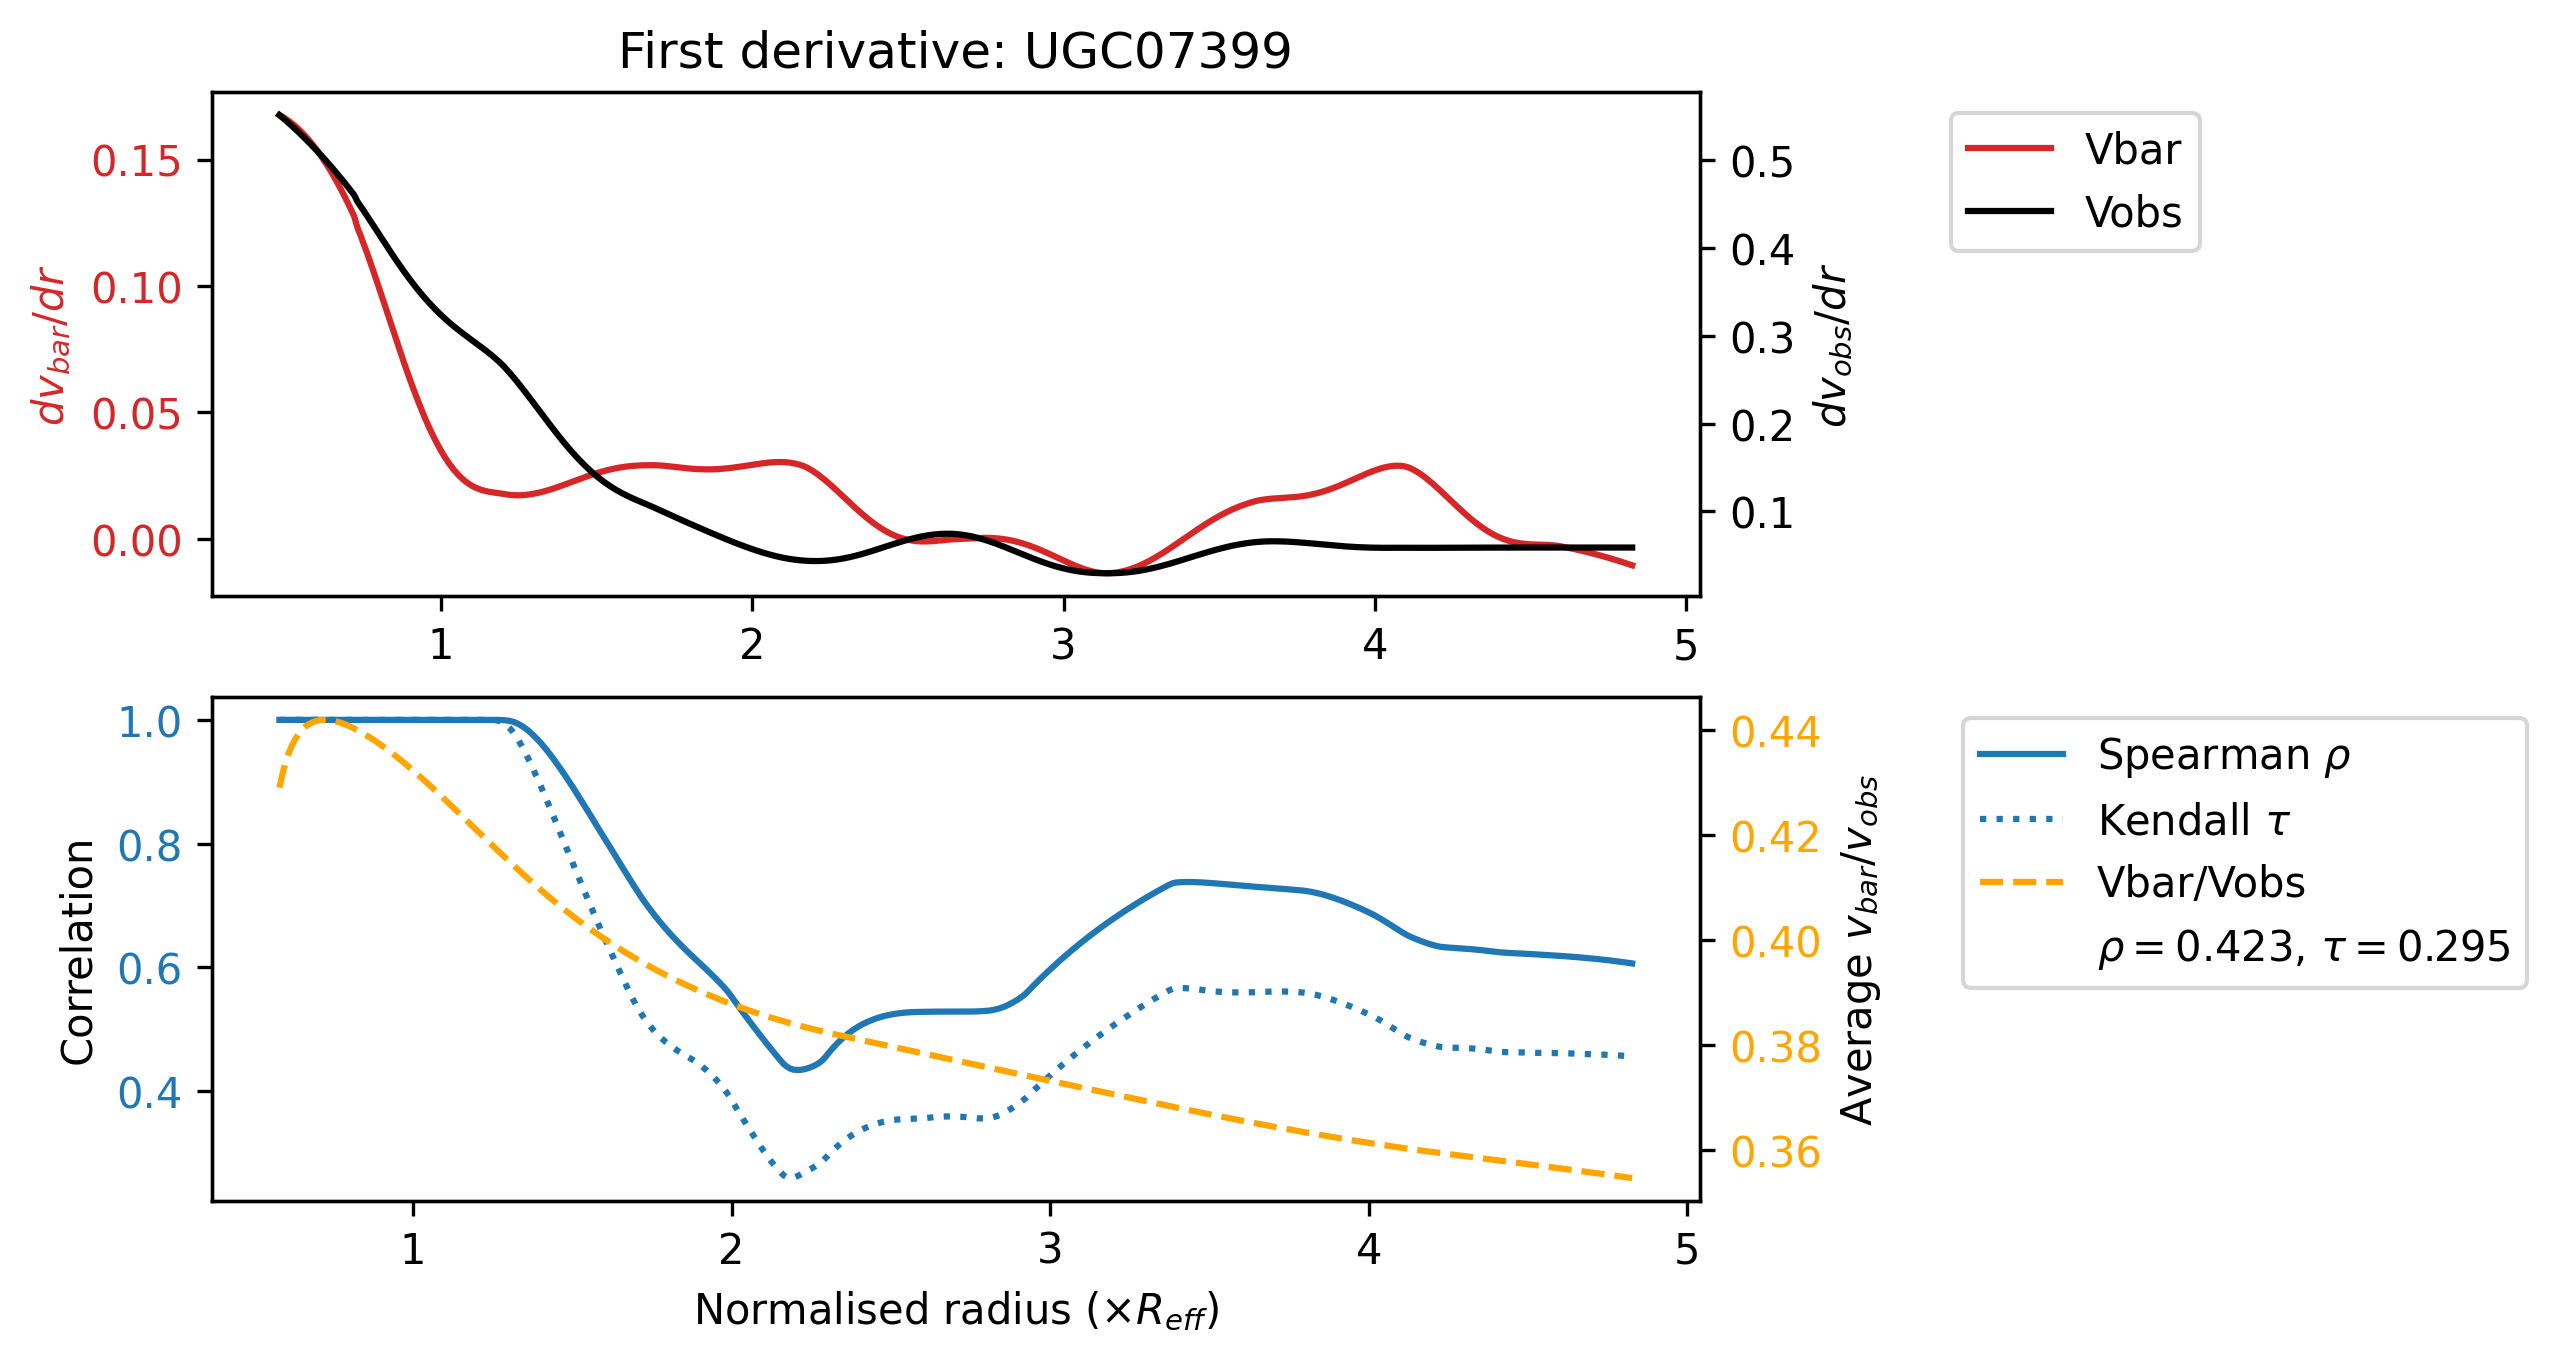 First derivative: UGC07399
dv_bar/dr
0.15
0.10
0.05
0.00
0.5
0.4
0.3
0.2
0.1
dv_obs/dr
Vbar
Vobs
1 2 3 4 5
Correlation
1.0
0.8
0.6
0.4
0.44
0.42
0.40
0.38
0.36
Average v_bar/v_obs
Spearman ρ
Kendall τ
Vbar/Vobs
ρ = 0.423, τ = 0.295
1 2 3 4 5
Normalised radius (×R_eff)